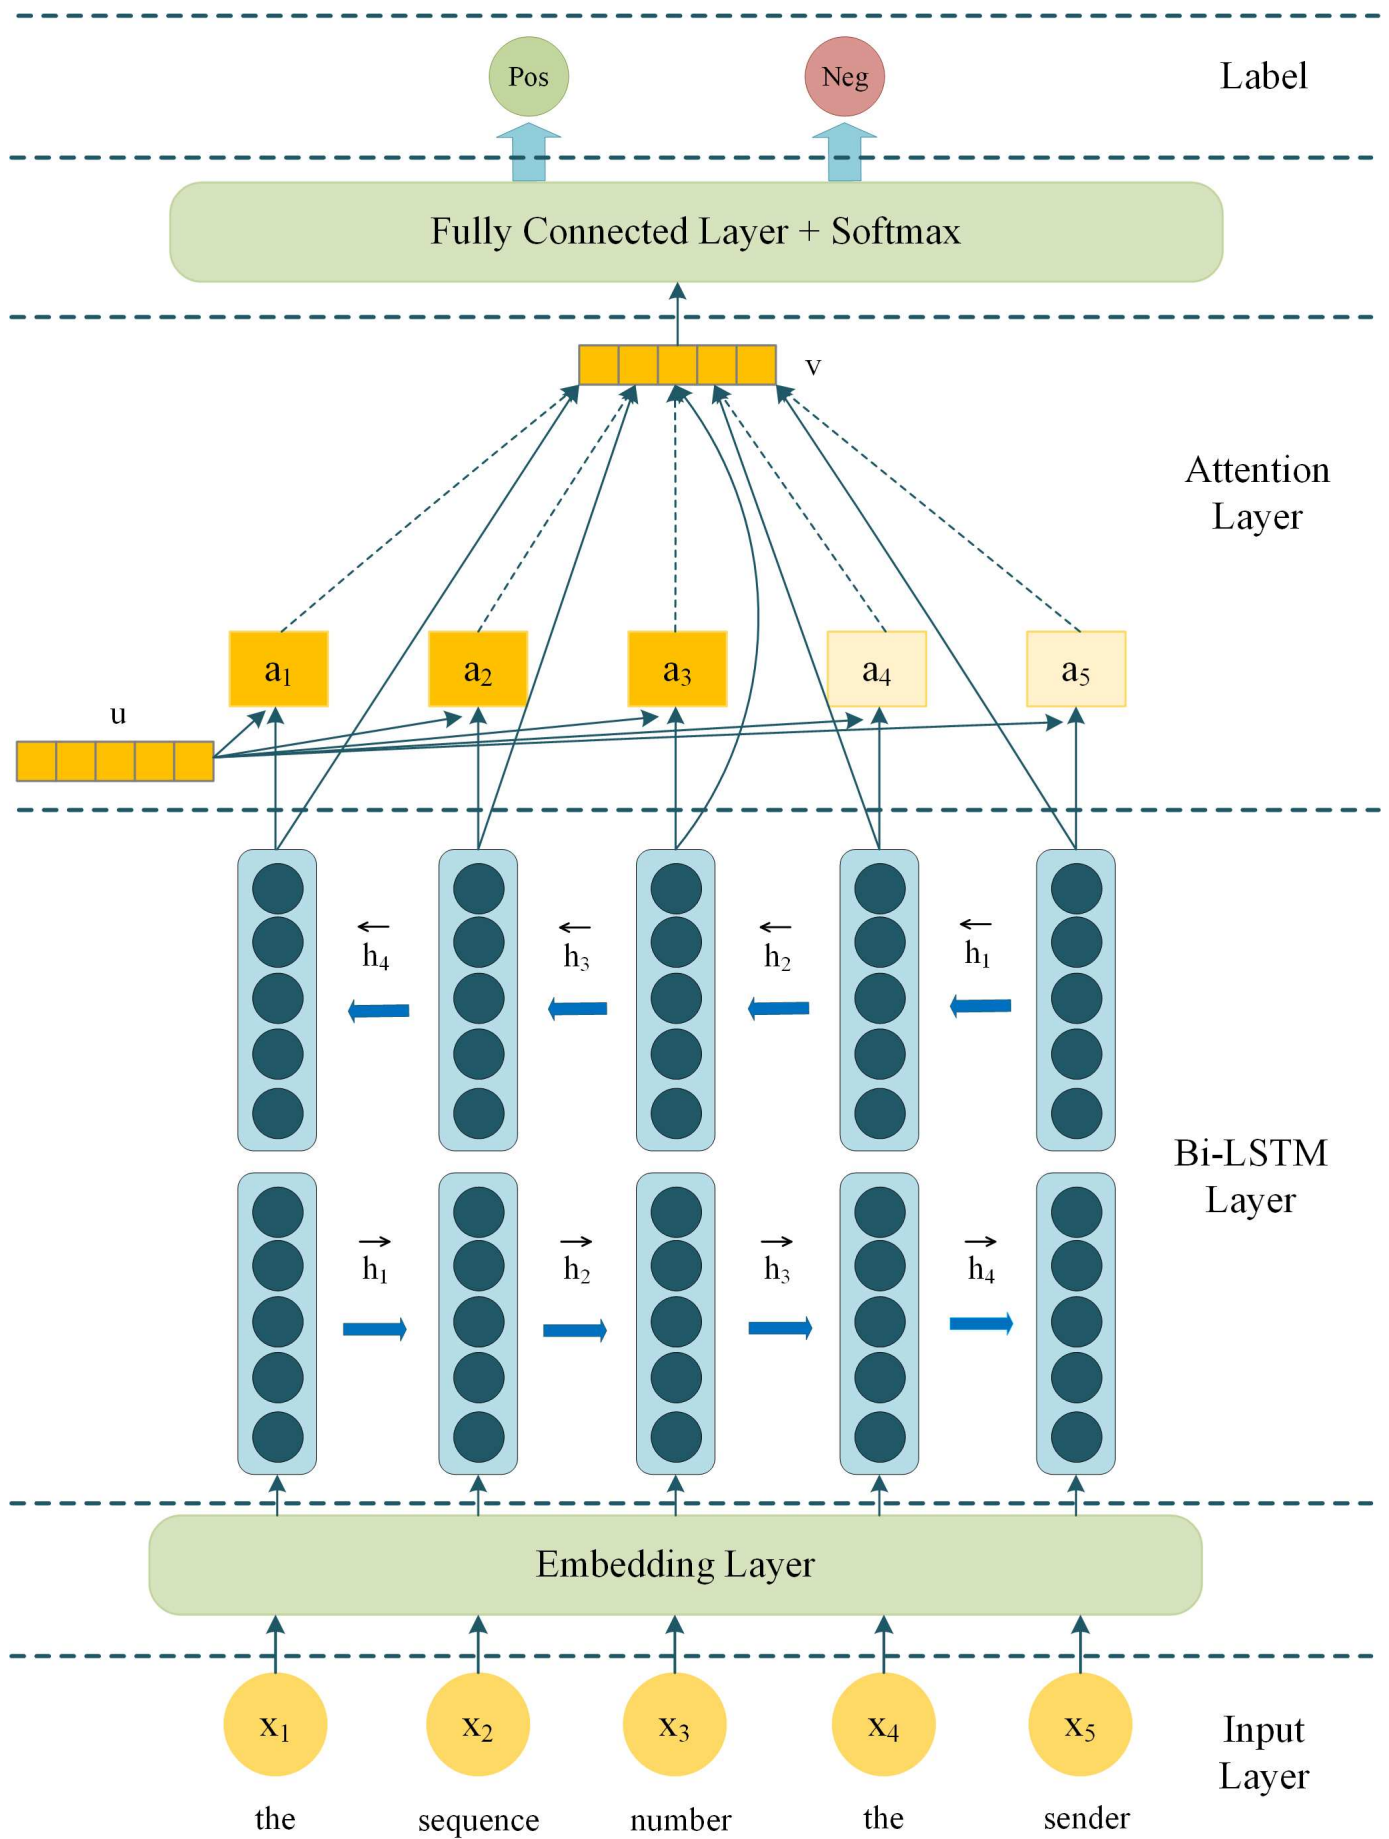 Pos
Neg
Label
Fully Connected Layer + Softmax
v
Attention
Layer
a1
a2
a3
a4
a5
u
h4
h3
h2
h1
Bi-LSTM
Layer
h1
h2
h3
h4
Embedding Layer
x1
x2
x3
x4
x5
Input
Layer
the
sequence
number
the
sender